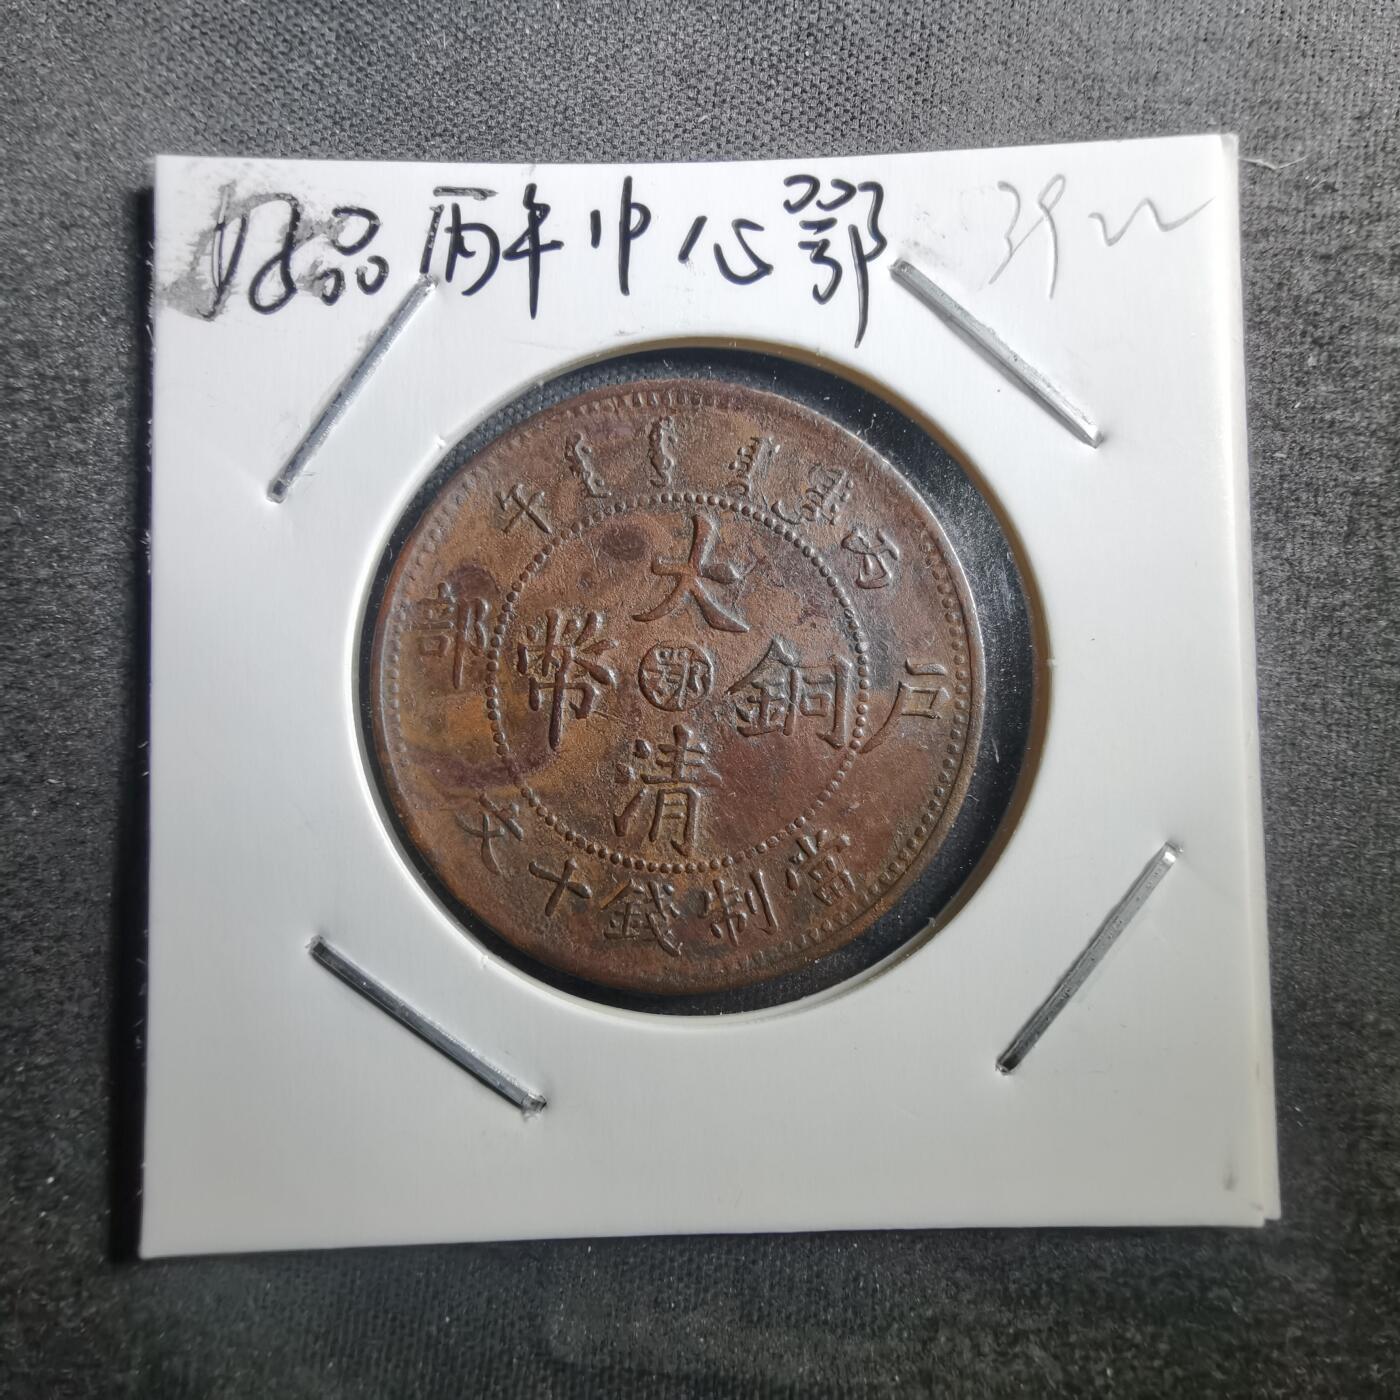 好品 丙午中心鄂
丙午
戶部
大清銅幣
鄂
當制錢十文